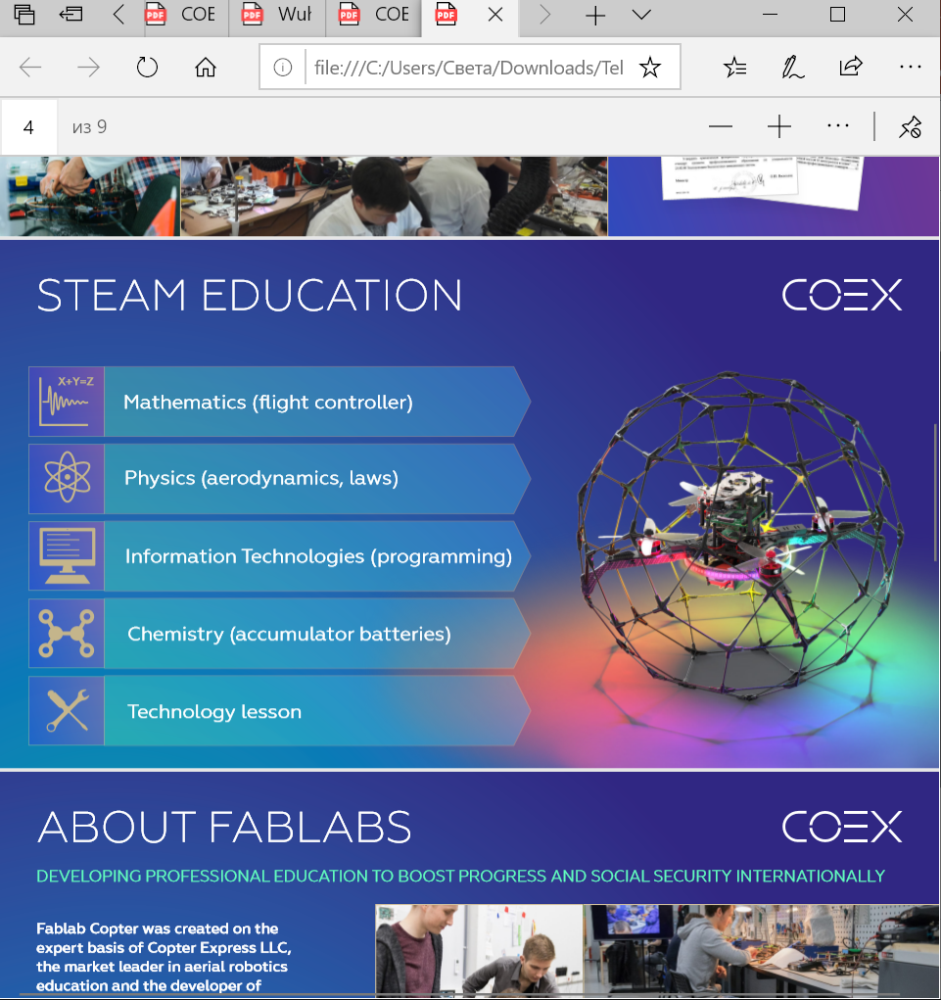 COE
Wuh
COE
file:///C:/Users/Света/Downloads/Tel
4 из 9
STEAM EDUCATION
COEX
X+Y=Z
Mathematics (flight controller)
Physics (aerodynamics, laws)
Information Technologies (programming)
Chemistry (accumulator batteries)
Technology lesson
ABOUT FABLABS
COEX
DEVELOPING PROFESSIONAL EDUCATION TO BOOST PROGRESS AND SOCIAL SECURITY INTERNATIONALLY
Fablab Copter was created on the
expert basis of Copter Express LLC,
the market leader in aerial robotics
education and the developer of